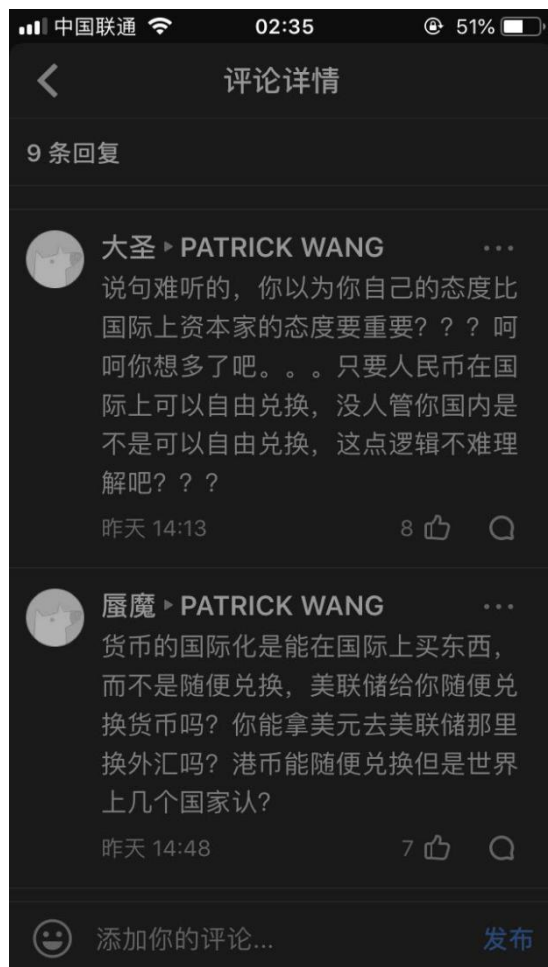 中国联通 02:35 51%
评论详情
9 条回复
大圣 ▸ PATRICK WANG
说句难听的，你以为你自己的态度比
国际上资本家的态度要重要？？？呵
呵你想多了吧。。。只要人民币在国
际上可以自由兑换，没人管你国内是
不是可以自由兑换，这点逻辑不难理
解吧？？？
昨天 14:13 8
蜃魔 ▸ PATRICK WANG
货币的国际化是能在国际上买东西，
而不是随便兑换，美联储给你随便兑
换货币吗？你能拿美元去美联储那里
换外汇吗？港币能随便兑换但是世界
上几个国家认？
昨天 14:48 7
添加你的评论... 发布